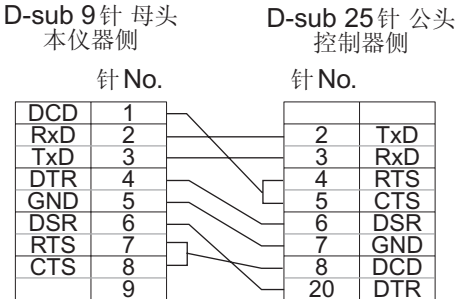 D-sub 9针 母头 D-sub 25针 公头
本仪器侧 控制器侧
针No. 针No.
DCD 1
RxD 2 2 TxD
TxD 3 3 RxD
DTR 4 4 RTS
GND 5 5 CTS
DSR 6 6 DSR
RTS 7 7 GND
CTS 8 8 DCD
9 20 DTR